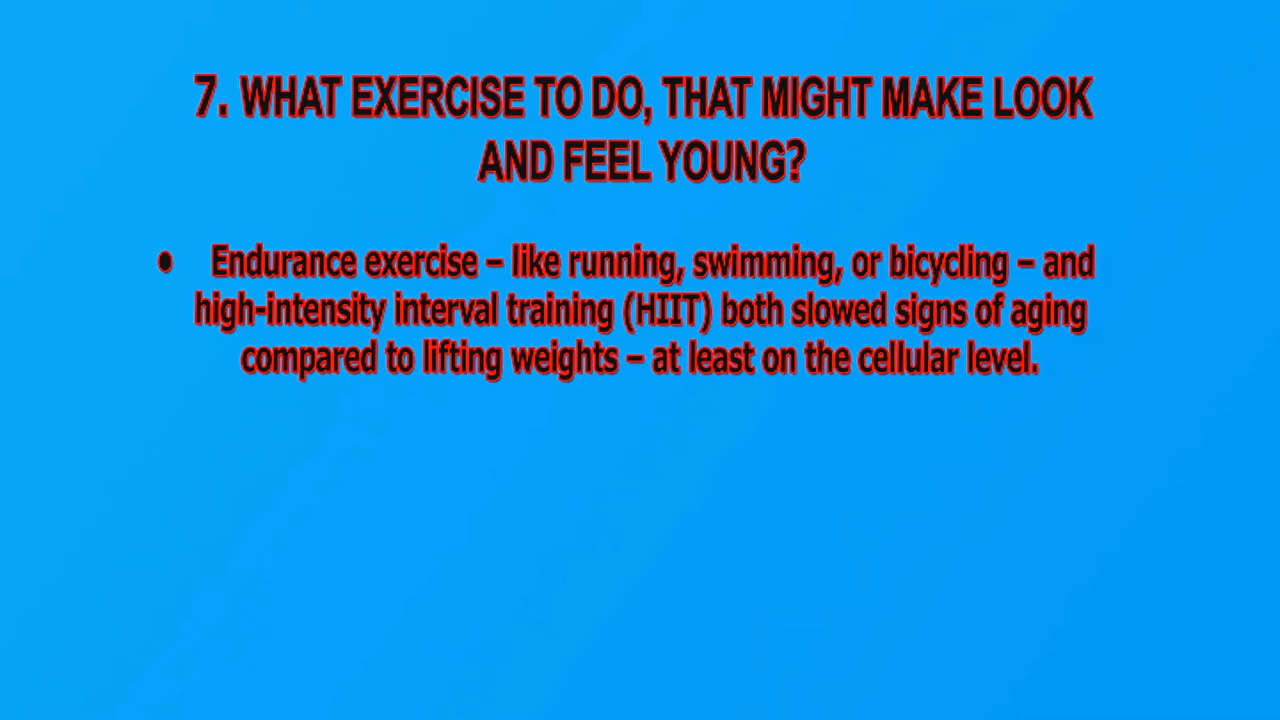 7. WHAT EXERCISE TO DO, THAT MIGHT MAKE LOOK
AND FEEL YOUNG?
• Endurance exercise – like running, swimming, or bicycling – and
high-intensity interval training (HIIT) both slowed signs of aging
compared to lifting weights – at least on the cellular level.